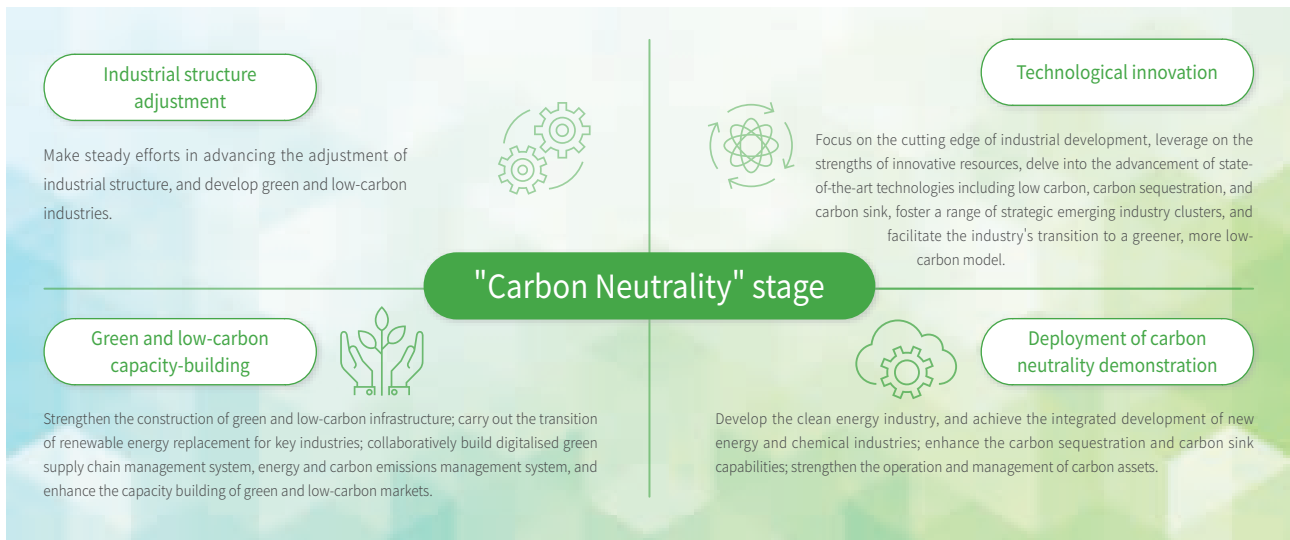 Industrial structure
adjustment
Make steady efforts in advancing the adjustment of
industrial structure, and develop green and low-carbon
industries.
Technological innovation
Focus on the cutting edge of industrial development, leverage on the
strengths of innovative resources, delve into the advancement of state-
of-the-art technologies including low carbon, carbon sequestration, and
carbon sink, foster a range of strategic emerging industry clusters, and
facilitate the industry's transition to a greener, more low-
carbon model.
"Carbon Neutrality" stage
Green and low-carbon
capacity-building
Strengthen the construction of green and low-carbon infrastructure; carry out the transition
of renewable energy replacement for key industries; collaboratively build digitalised green
supply chain management system, energy and carbon emissions management system, and
enhance the capacity building of green and low-carbon markets.
Deployment of carbon
neutrality demonstration
Develop the clean energy industry, and achieve the integrated development of new
energy and chemical industries; enhance the carbon sequestration and carbon sink
capabilities; strengthen the operation and management of carbon assets.